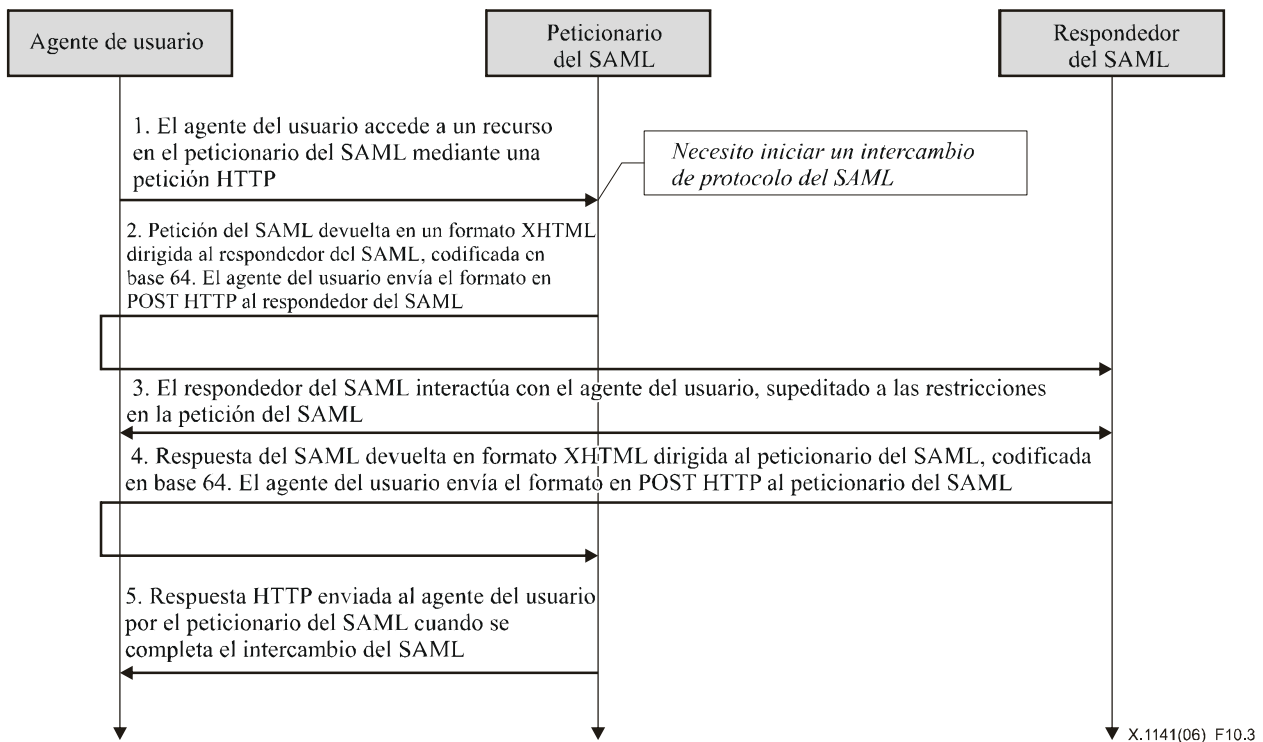 Agente de usuario
Peticionario
del SAML
Respondedor
del SAML
1. El agente del usuario accede a un recurso
en el peticionario del SAML mediante una
petición HTTP
Necesito iniciar un intercambio
de protocolo del SAML
2. Petición del SAML devuelta en un formato XHTML
dirigida al respondedor del SAML, codificada en
base 64. El agente del usuario envía el formato en
POST HTTP al respondedor del SAML
3. El respondedor del SAML interactúa con el agente del usuario, supeditado a las restricciones
en la petición del SAML
4. Respuesta del SAML devuelta en formato XHTML dirigida al peticionario del SAML, codificada
en base 64. El agente del usuario envía el formato en POST HTTP al peticionario del SAML
5. Respuesta HTTP enviada al agente del usuario
por el peticionario del SAML cuando se
completa el intercambio del SAML
X.1141(06)_F10.3